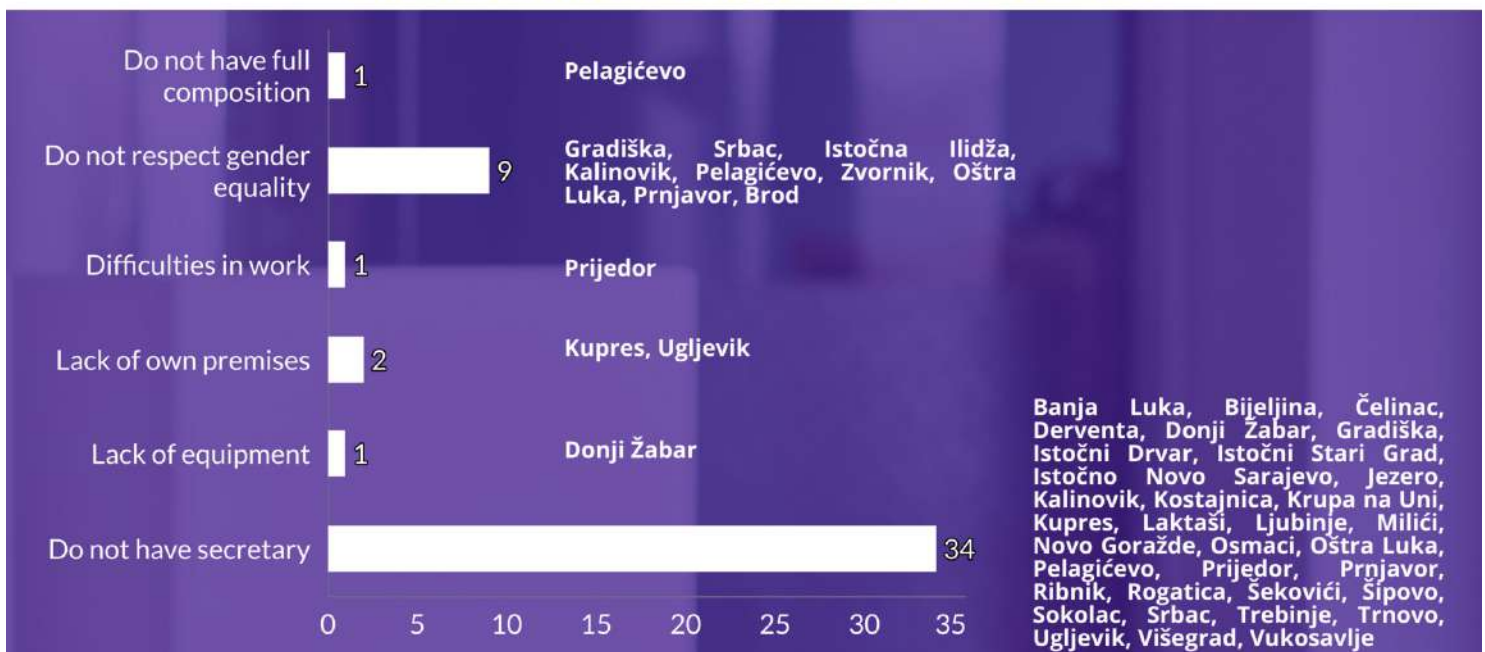 Do not have full
composition
1
Pelagićevo
Do not respect gender
equality
9
Gradiška, Srbac, Istočna Ilidža,
Kalinovik, Pelagićevo, Zvornik, Oštra
Luka, Prnjavor, Brod
Difficulties in work
1
Prijedor
Lack of own premises
2
Kupres, Ugljevik
Lack of equipment
1
Donji Žabar
Do not have secretary
34
Banja Luka, Bijeljina, Čelinac,
Derventa, Donji Žabar, Gradiška,
Istočni Drvar, Istočni Stari Grad,
Istočno Novo Sarajevo, Jezero,
Kalinovik, Kostajnica, Krupa na Uni,
Kupres, Laktaši, Ljubinje, Milići,
Novo Goražde, Osmaci, Oštra Luka,
Pelagićevo, Prijedor, Prnjavor,
Ribnik, Rogatica, Šekovići, Šipovo,
Sokolac, Srbac, Trebinje, Trnovo,
Ugljevik, Višegrad, Vukosavlje
0 5 10 15 20 25 30 35